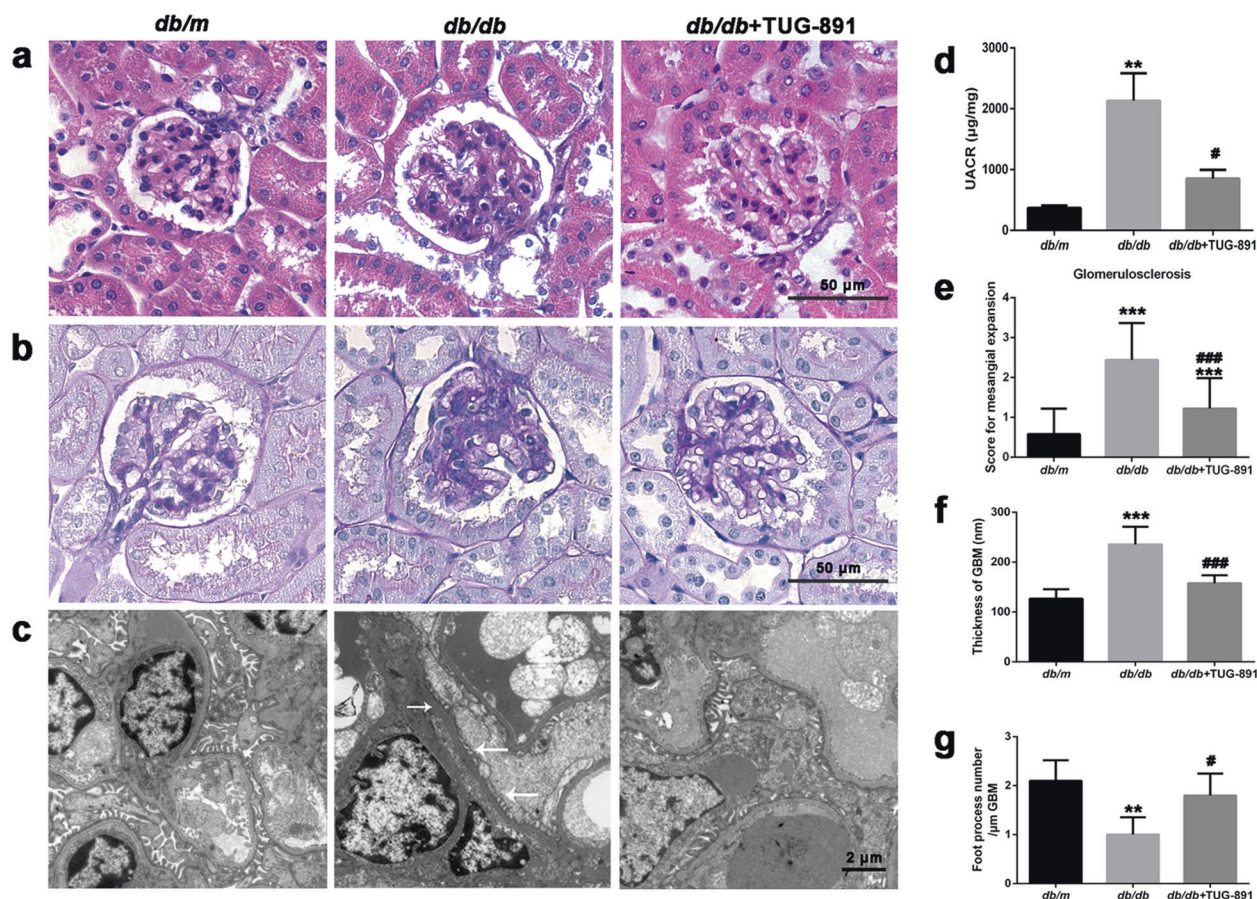 db/m db/db db/db+TUG-891
a
50 µm
b
50 µm
c
2 µm
d
UACR (µg/mg)
3000
2000
1000
0
**
#
db/m db/db db/db+TUG-891
e
Glomerulosclerosis
Score for mesangial expansion
4
3
2
1
0
***
###
***
db/m db/db db/db+TUG-891
f
Thickness of GBM (nm)
300
200
100
0
***
###
db/m db/db db/db+TUG-891
g
Foot process number
/µm GBM
3
2
1
0
**
#
db/m db/db db/db+TUG-891